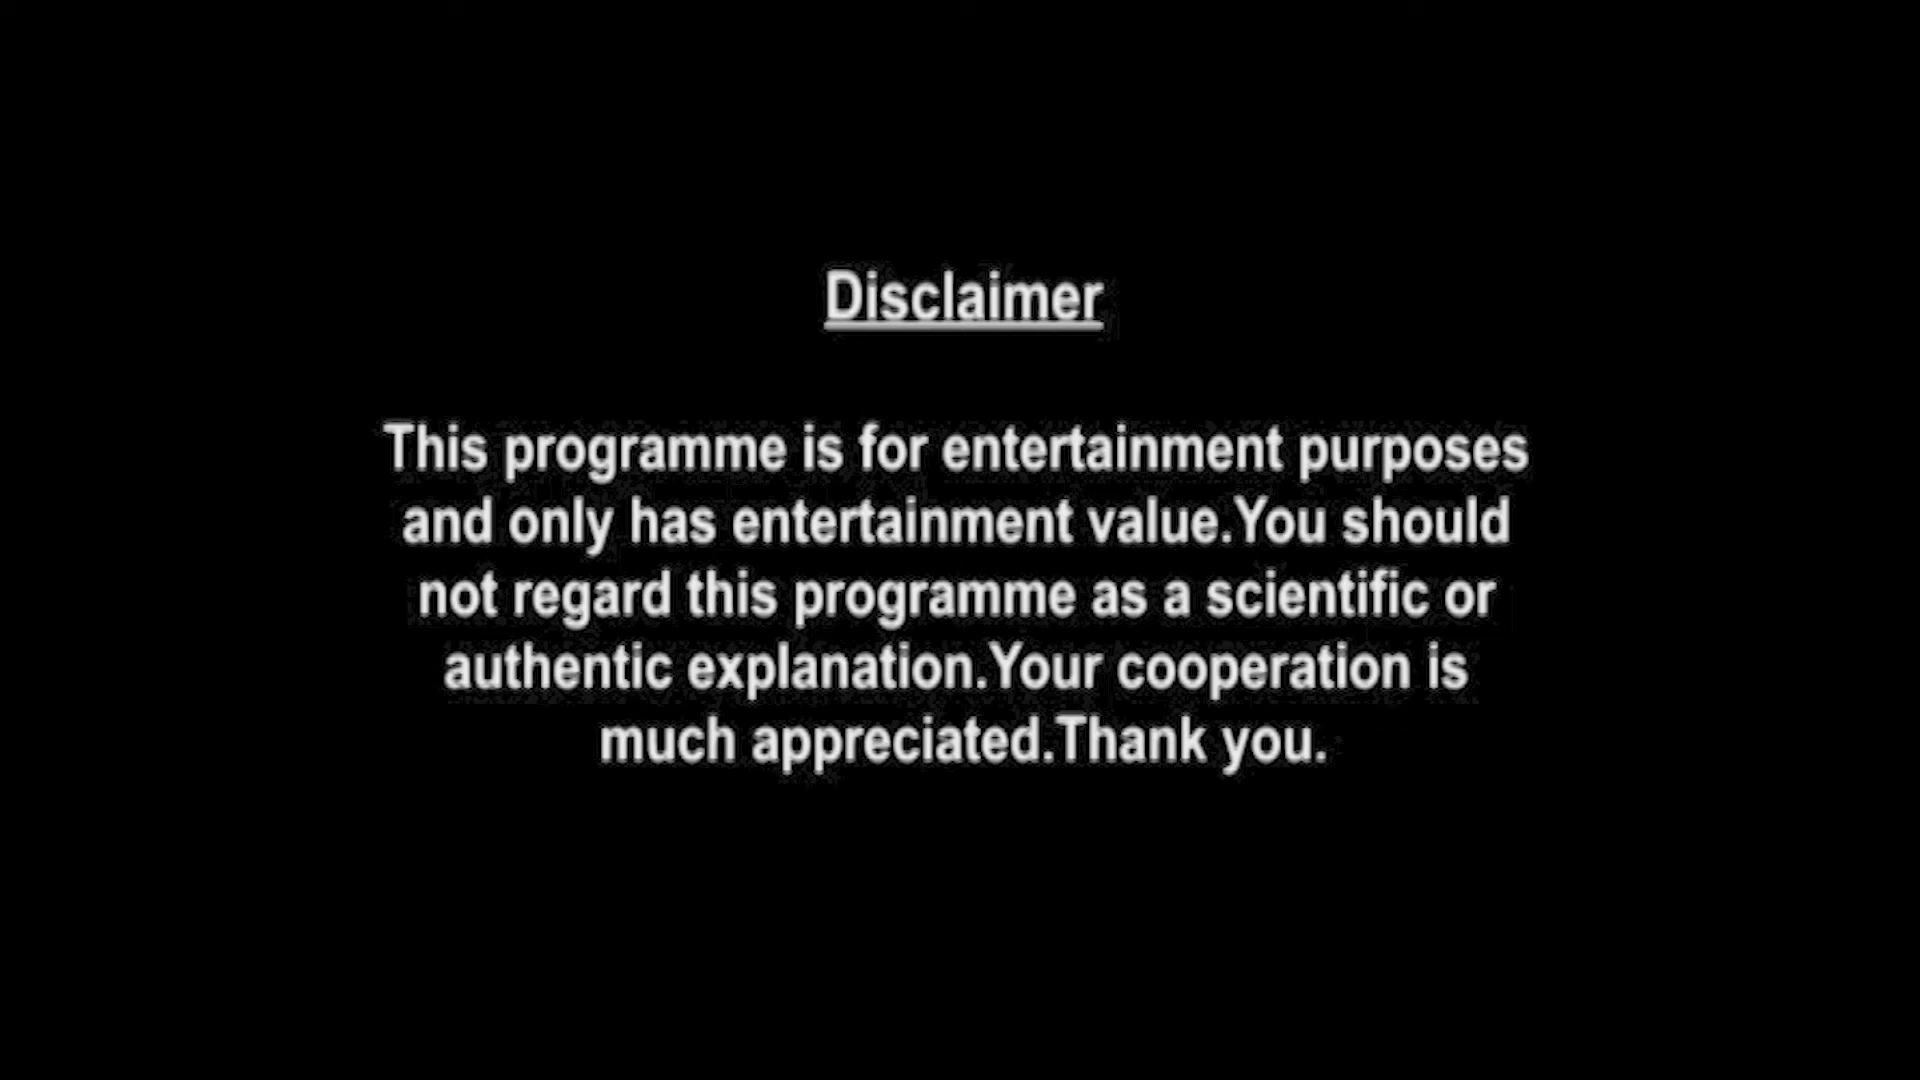 Disclaimer
This programme is for entertainment purposes
and only has entertainment value.You should
not regard this programme as a scientific or
authentic explanation.Your cooperation is
much appreciated.Thank you.